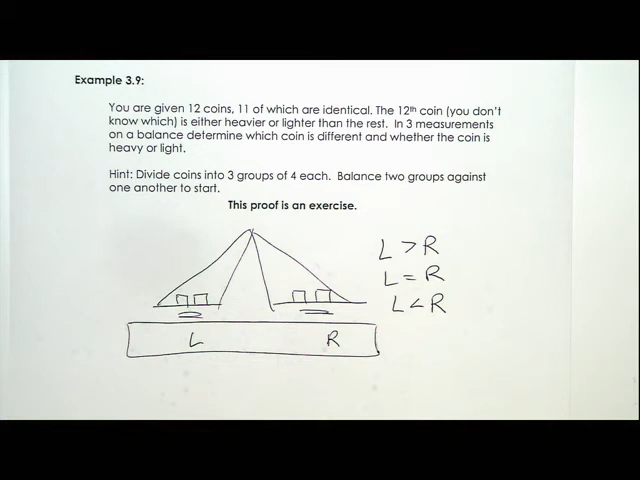 Example 3.9:
You are given 12 coins, 11 of which are identical. The 12th coin (you don't
know which) is either heavier or lighter than the rest. In 3 measurements
on a balance determine which coin is different and whether the coin is
heavy or light.
Hint: Divide coins into 3 groups of 4 each. Balance two groups against
one another to start.
This proof is an exercise.
L > R
L = R
L < R
L R